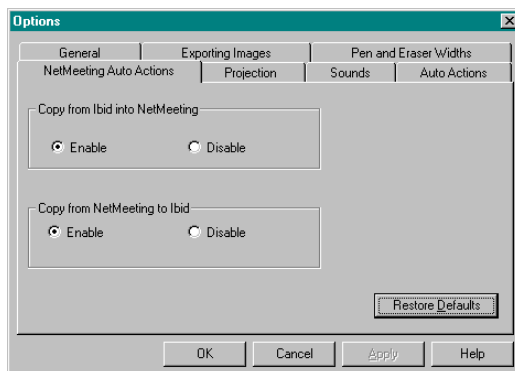 Options
General Exporting Images Pen and Eraser Widths
NetMeeting Auto Actions Projection Sounds Auto Actions
Copy from Ibid into NetMeeting
Enable Disable
Copy from NetMeeting to Ibid
Enable Disable
Restore Defaults
OK Cancel Apply Help